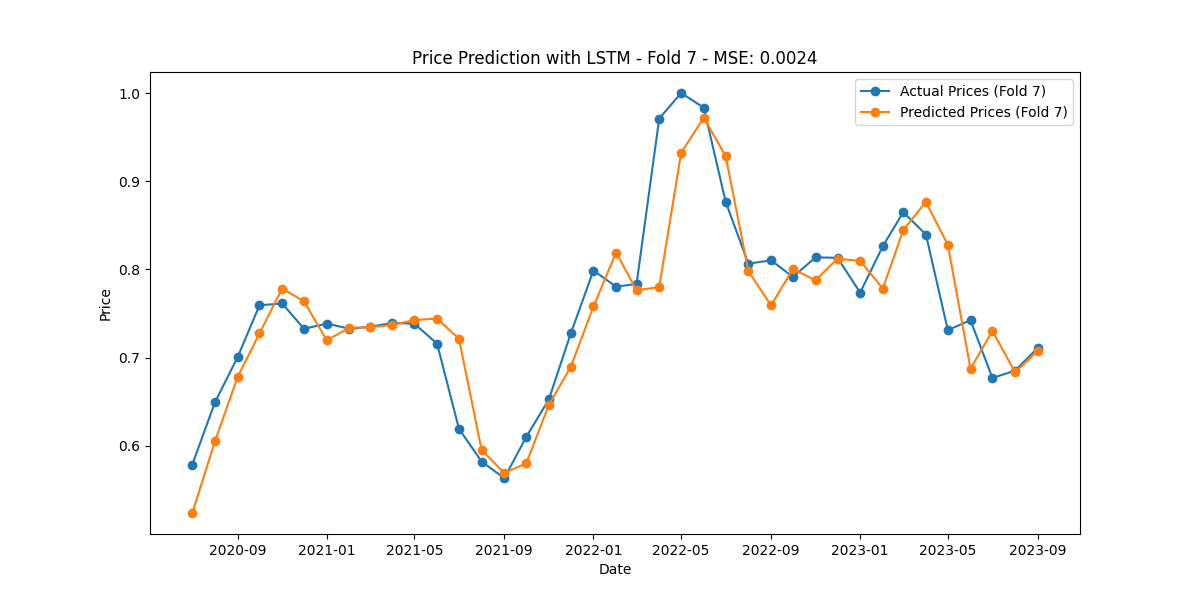 Price Prediction with LSTM - Fold 7 - MSE: 0.0024
Actual Prices (Fold 7)
Predicted Prices (Fold 7)
1.0
0.9
0.8
0.7
0.6
Price
2020-09 2021-01 2021-05 2021-09 2022-01 2022-05 2022-09 2023-01 2023-05 2023-09
Date